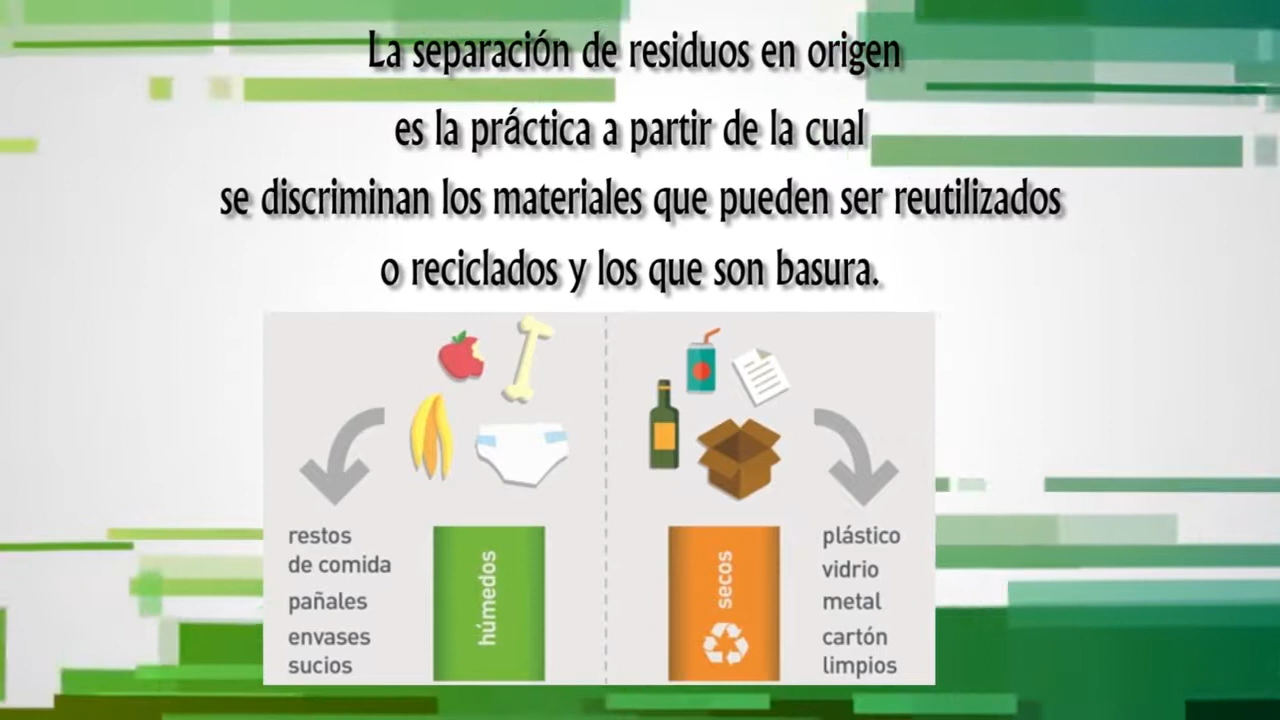 La separación de residuos en origen
es la práctica a partir de la cual
se discriminan los materiales que pueden ser reutilizados
o reciclados y los que son basura.
restos
de comida
pañales
envases
sucios
húmedos
secos
plástico
vidrio
metal
cartón
limpios